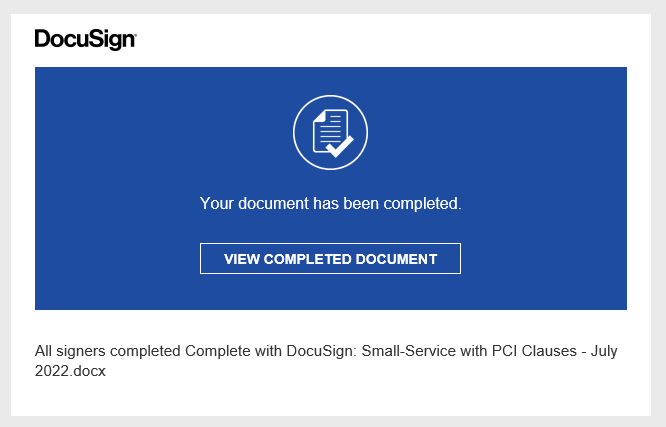 DocuSign
Your document has been completed.
VIEW COMPLETED DOCUMENT
All signers completed Complete with DocuSign: Small-Service with PCI Clauses - July
2022.docx